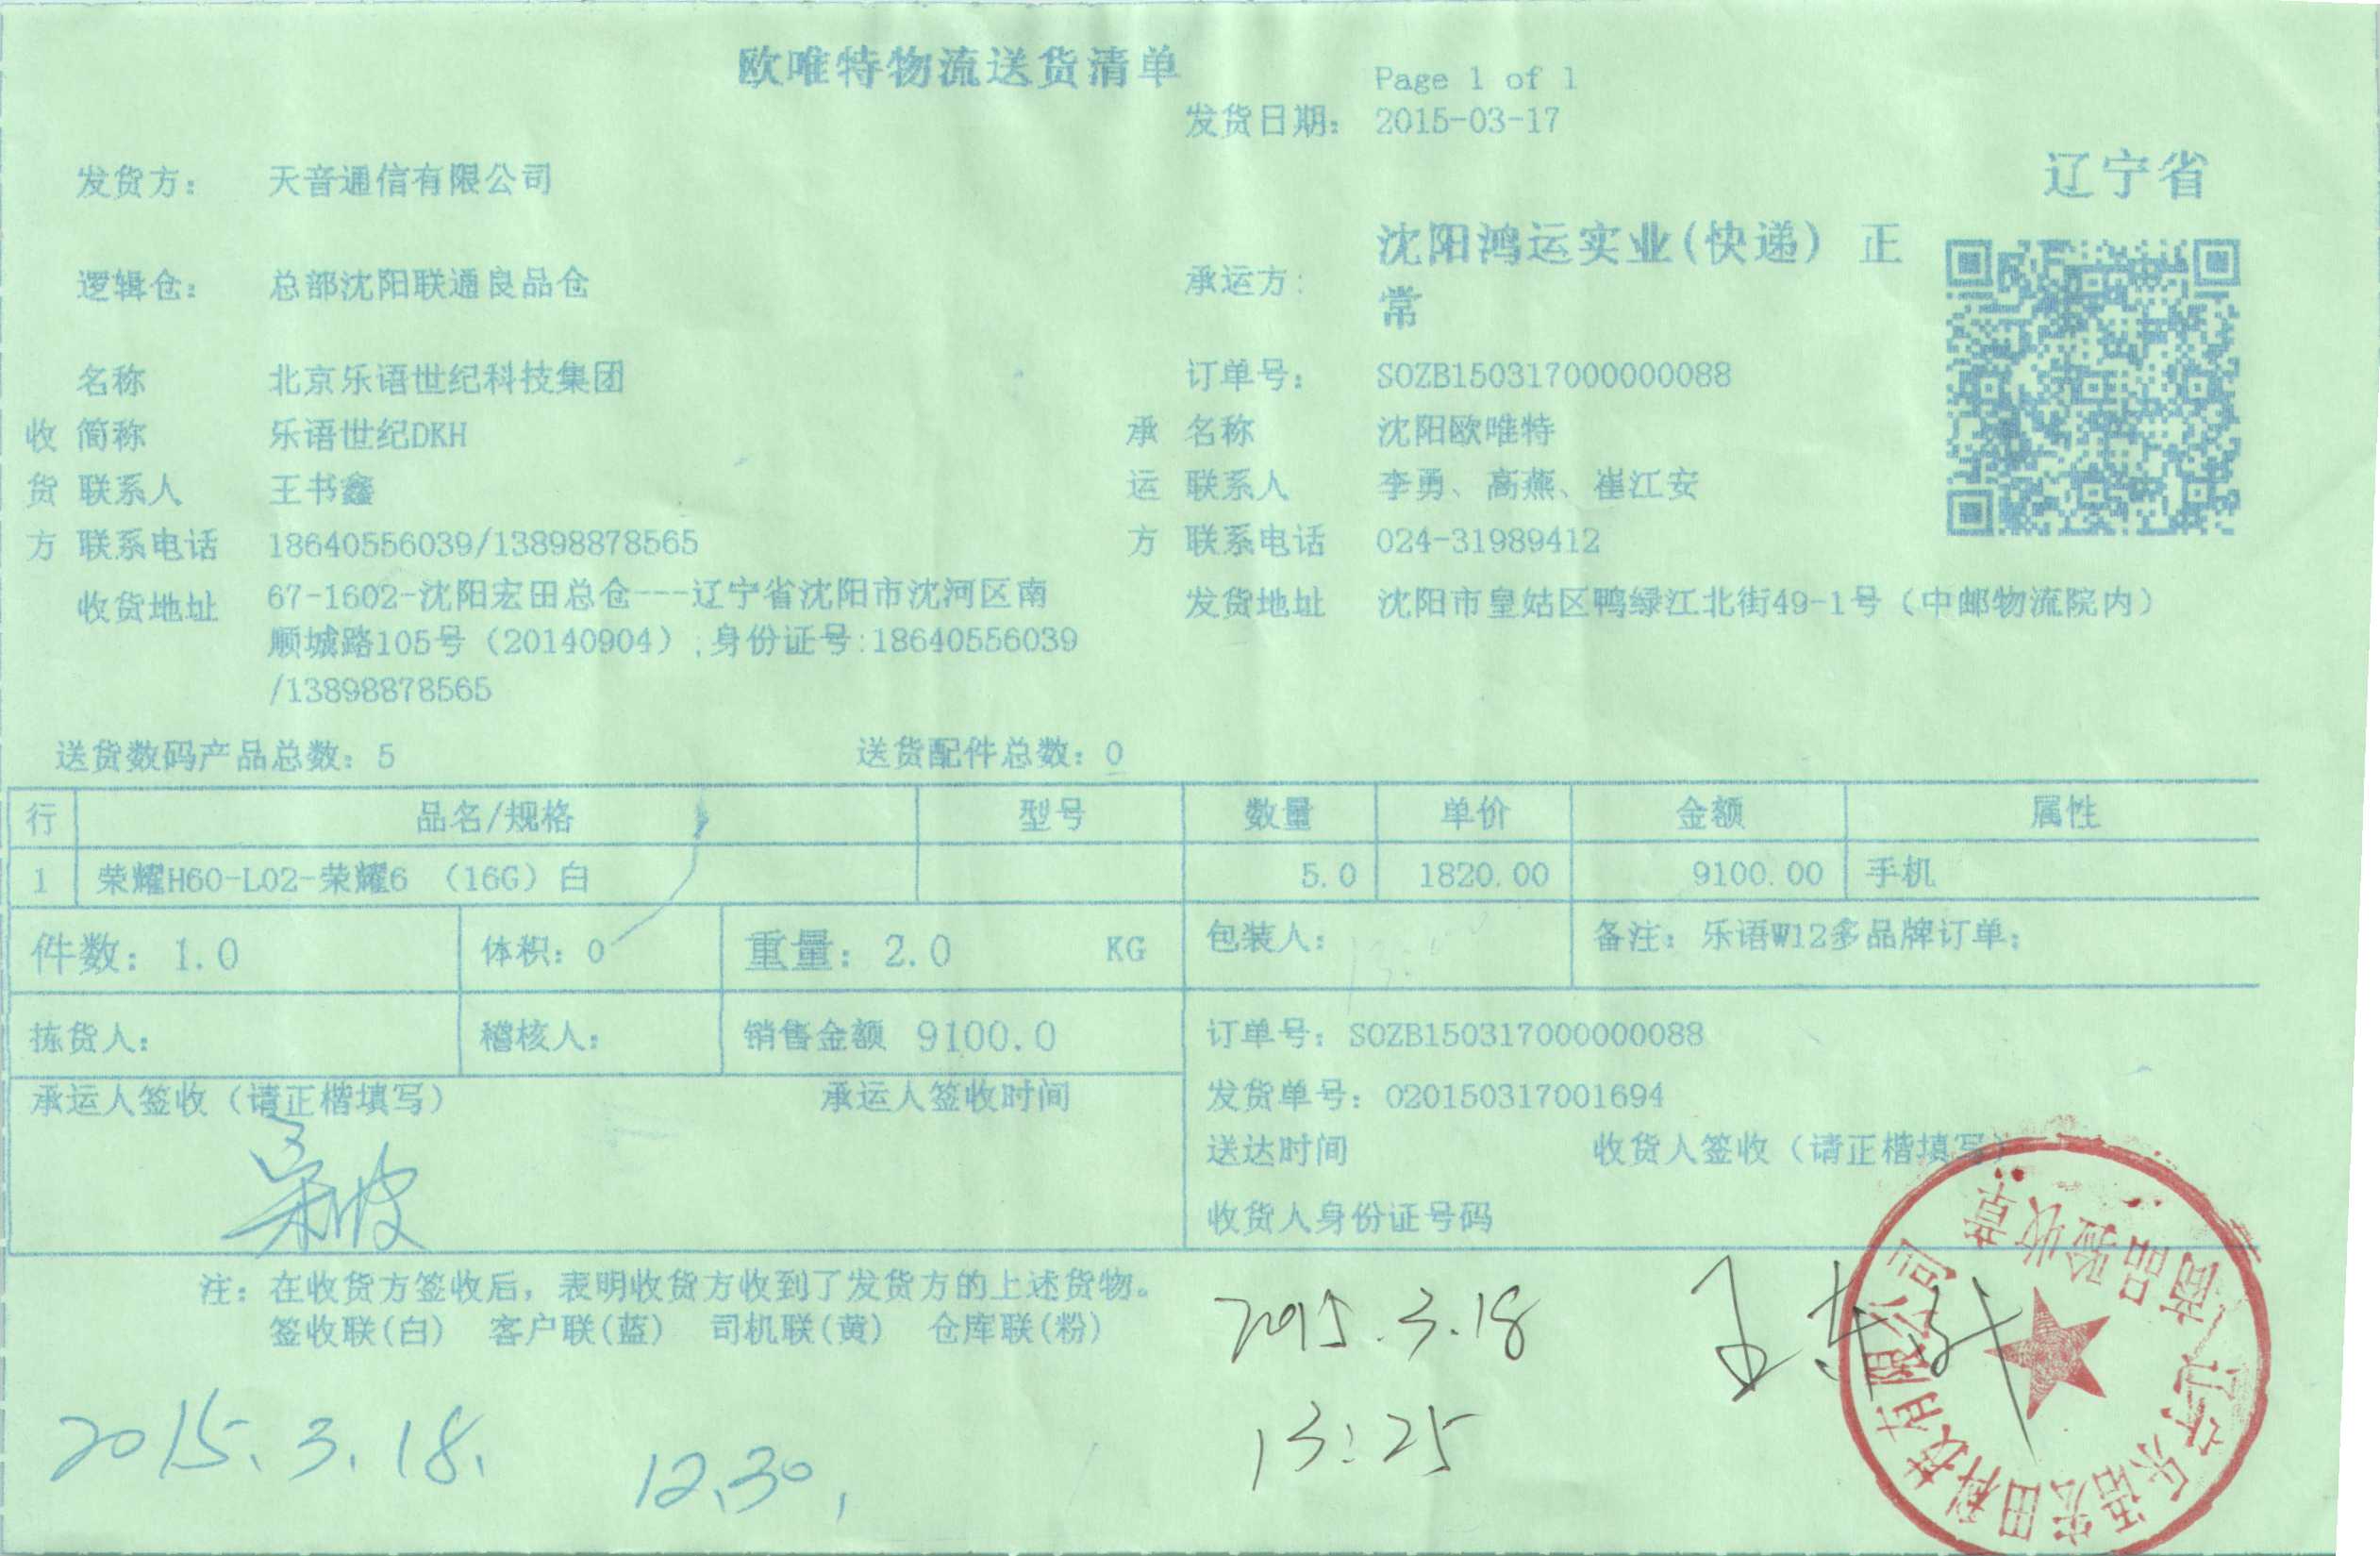 欧唯特物流送货清单
Page 1 of 1
发货日期: 2015-03-17
发货方: 天音通信有限公司
辽宁省
逻辑仓: 总部沈阳联通良品仓
承运方: 沈阳鸿运实业(快递) 正
常
名称 北京乐语世纪科技集团
订单号: SOZB150317000000088
收 简称 乐语世纪DKH
承 名称 沈阳欧唯特
货 联系人 王书鑫
运 联系人 李勇、高燕、崔江安
方 联系电话 18640556039/13898878565
方 联系电话 024-31989412
收货地址 67-1602-沈阳宏田总仓---辽宁省沈阳市沈河区南
顺城路105号（20140904）;身份证号:18640556039
/13898878565
发货地址 沈阳市皇姑区鸭绿江北街49-1号（中邮物流院内）
送货数码产品总数: 5 送货配件总数: 0
行 品名/规格 型号 数量 单价 金额 属性
1 荣耀H60-L02-荣耀6 （16G）白 5.0 1820.00 9100.00 手机
件数: 1.0 体积: 0 重量: 2.0 KG 包装人: 备注: 乐语W12多品牌订单;
拣货人: 稽核人: 销售金额 9100.0 订单号: SOZB150317000000088
承运人签收（请正楷填写） 承运人签收时间 发货单号: 020150317001694
送达时间 收货人签收（请正楷填写）
收货人身份证号码
注: 在收货方签收后, 表明收货方收到了发货方的上述货物。
签收联(白) 客户联(蓝) 司机联(黄) 仓库联(粉)
2015.3.18
13:25
2015.3.18.
12.30,
辽宁乐语宏田科技有限公司
商品验收章